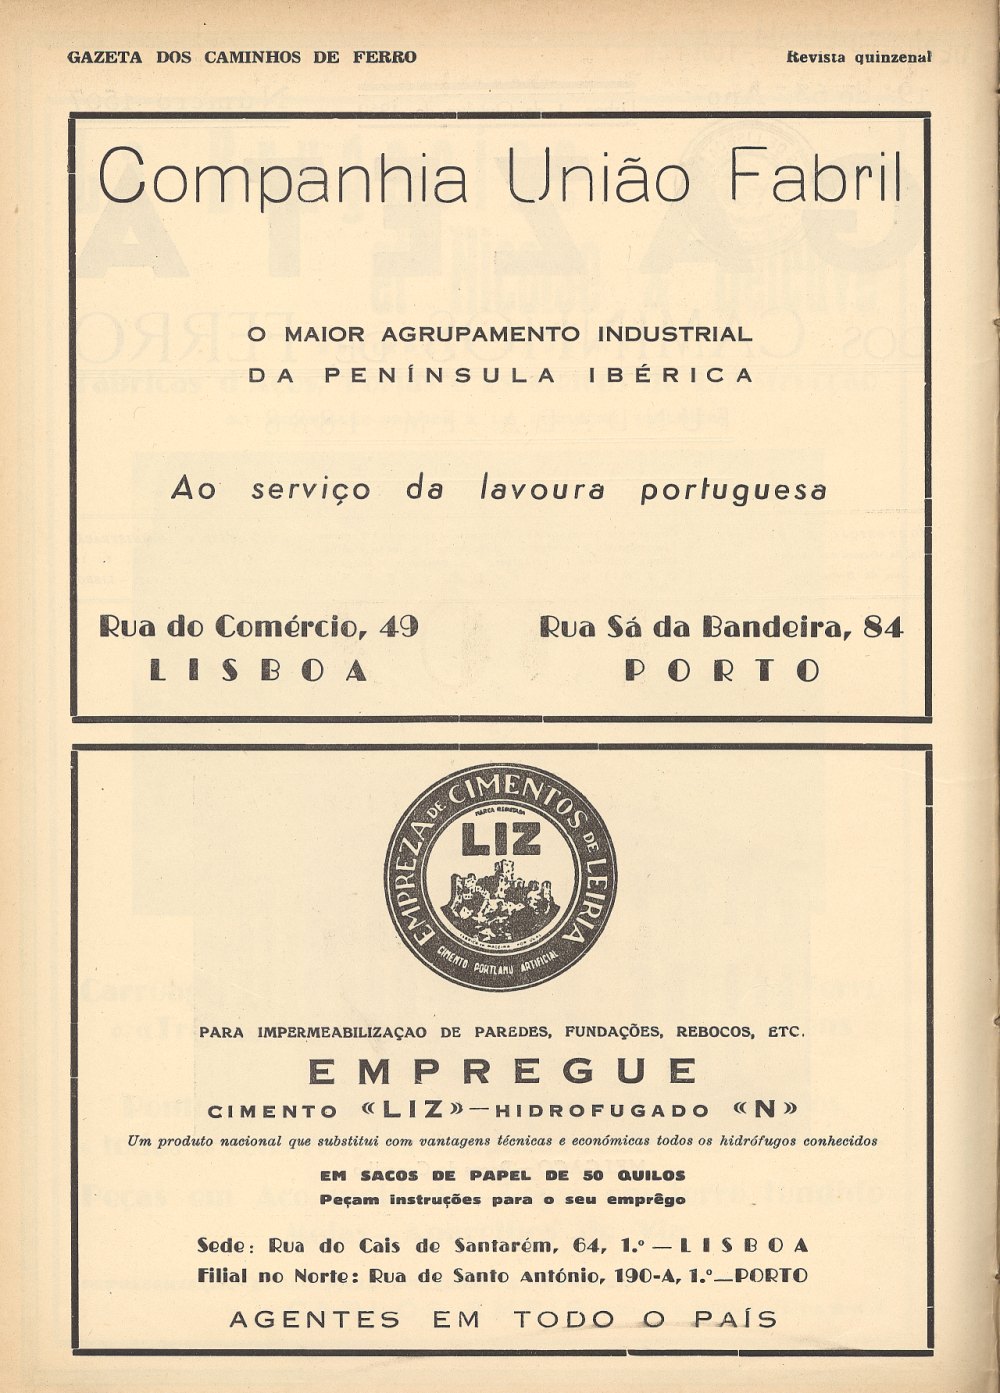 GAZETA DOS CAMINHOS DE FERRO
Revista quinzenal
Companhia União Fabril
O MAIOR AGRUPAMENTO INDUSTRIAL
DA PENÍNSULA IBÉRICA
Ao serviço da lavoura portuguesa
Rua do Comércio, 49
LISBOA
Rua Sá da Bandeira, 84
PORTO
EMPREZA DE CIMENTOS DE LEIRIA
MARCA REGISTADA
LIZ
CIMENTO PORTLAND ARTIFICIAL
PARA IMPERMEABILIZAÇAO DE PAREDES, FUNDAÇÕES, REBOCOS, ETC.
EMPREGUE
CIMENTO «LIZ»—HIDROFUGADO «N»
Um produto nacional que substitui com vantagens técnicas e económicas todos os hidrófugos conhecidos
EM SACOS DE PAPEL DE 50 QUILOS
Peçam instruções para o seu emprêgo
Sede: Rua do Cais de Santarém, 64, 1.º — LISBOA
Filial no Norte: Rua de Santo António, 190-A, 1.º—PORTO
AGENTES EM TODO O PAÍS